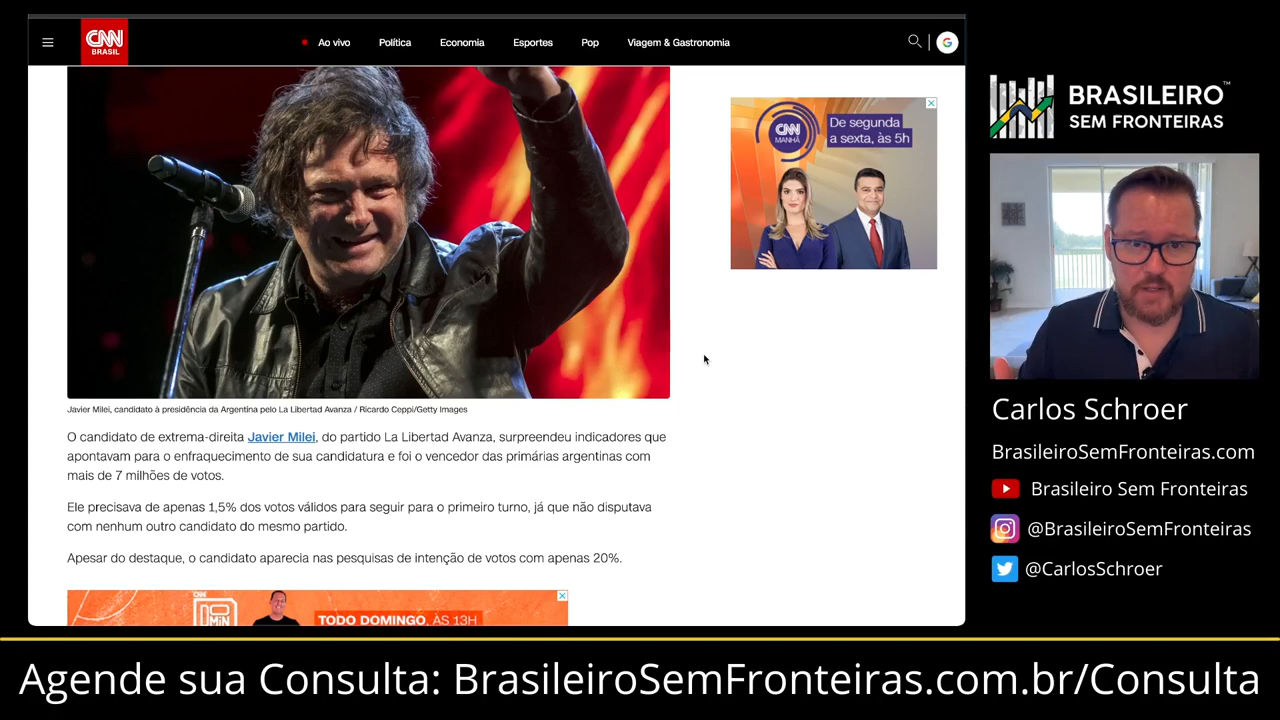 CNN
BRASIL
Ao vivo
Política
Economia
Esportes
Pop
Viagem & Gastronomia
G
CNN
MANHÃ
De segunda
a sexta, às 5h
Javier Milei, candidato à presidência da Argentina pelo La Libertad Avanza / Ricardo Ceppi/Getty Images
O candidato de extrema-direita Javier Milei, do partido La Libertad Avanza, surpreendeu indicadores que
apontavam para o enfraquecimento de sua candidatura e foi o vencedor das primárias argentinas com
mais de 7 milhões de votos.
Ele precisava de apenas 1,5% dos votos válidos para seguir para o primeiro turno, já que não disputava
com nenhum outro candidato do mesmo partido.
Apesar do destaque, o candidato aparecia nas pesquisas de intenção de votos com apenas 20%.
TODO DOMINGO, ÀS 13H
BRASILEIRO™
SEM FRONTEIRAS
Carlos Schroer
BrasileiroSemFronteiras.com
Brasileiro Sem Fronteiras
@BrasileiroSemFronteiras
@CarlosSchroer
Agende sua Consulta: BrasileiroSemFronteiras.com.br/Consulta